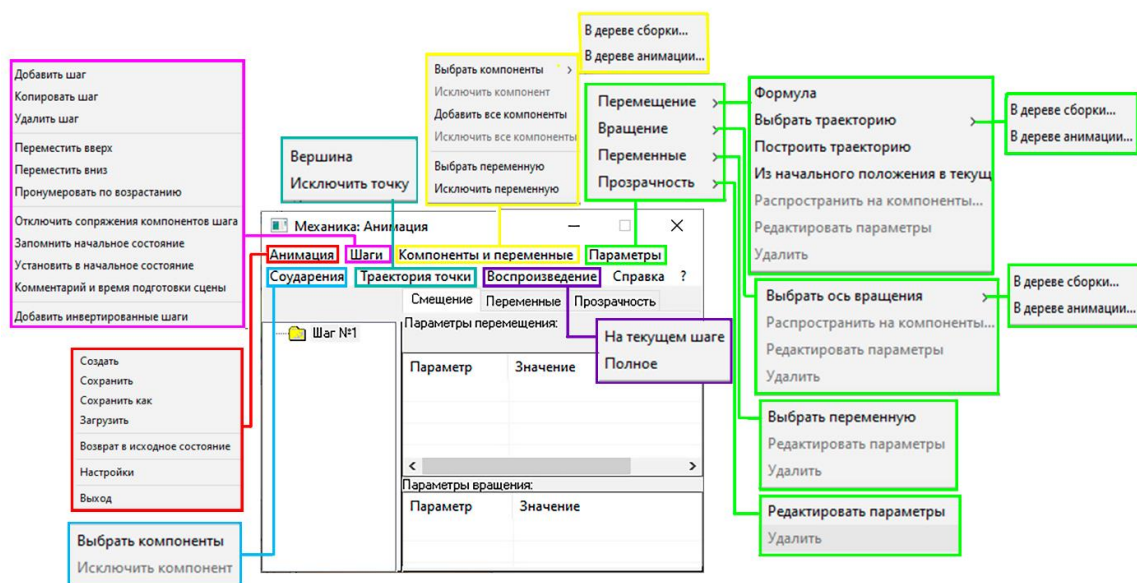 В дереве сборки...
В дереве анимации...
Добавить шаг
Копировать шаг
Удалить шаг
Переместить вверх
Переместить вниз
Пронумеровать по возрастанию
Отключить сопряжения компонентов шага
Запомнить начальное состояние
Установить в начальное состояние
Комментарий и время подготовки сцены
Добавить инвертированные шаги
Выбрать компоненты
Исключить компонент
Добавить все компоненты
Исключить все компоненты
Выбрать переменную
Исключить переменную
Перемещение
Вращение
Переменные
Прозрачность
Формула
Выбрать траекторию
Построить траекторию
Из начального положения в текущ
Распространить на компоненты...
Редактировать параметры
Удалить
В дереве сборки...
В дереве анимации...
Вершина
Исключить точку
Механика: Анимация
Анимация Шаги Компоненты и переменные Параметры
Соударения Траектория точки Воспроизведение Справка ?
Смещение Переменные Прозрачность
Шаг №1
Параметры перемещения:
Параметр Значение
Параметры вращения:
Параметр Значение
На текущем шаге
Полное
Выбрать ось вращения
Распространить на компоненты...
Редактировать параметры
Удалить
В дереве сборки...
В дереве анимации...
Создать
Сохранить
Сохранить как
Загрузить
Возврат в исходное состояние
Настройки
Выход
Выбрать переменную
Редактировать параметры
Удалить
Редактировать параметры
Удалить
Выбрать компоненты
Исключить компонент